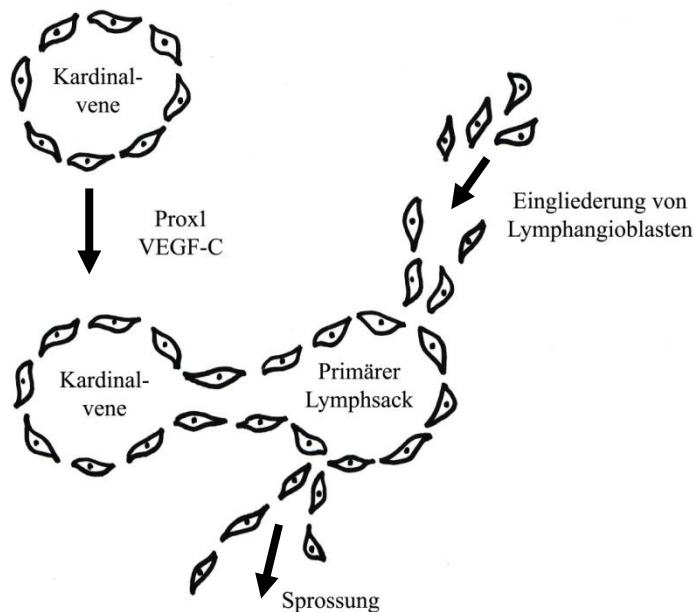 Kardinal-
vene
Prox1
VEGF-C
Eingliederung von
Lymphangioblasten
Kardinal-
vene
Primärer
Lymphsack
Sprossung